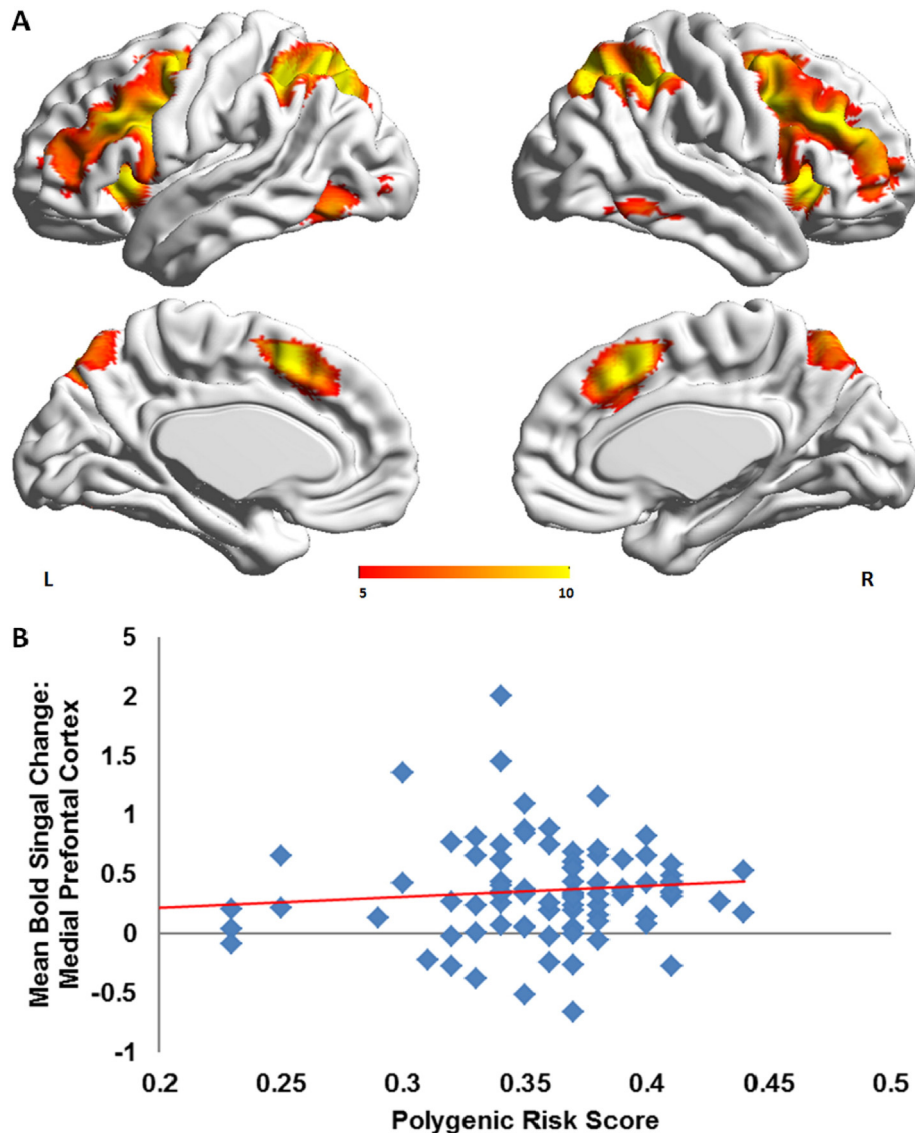 A
L
R
5 10
B
Mean Bold Singal Change:
Medial Prefontal Cortex
5
2
1.5
1
0.5
0
-0.5
-1
0.2 0.25 0.3 0.35 0.4 0.45 0.5
Polygenic Risk Score